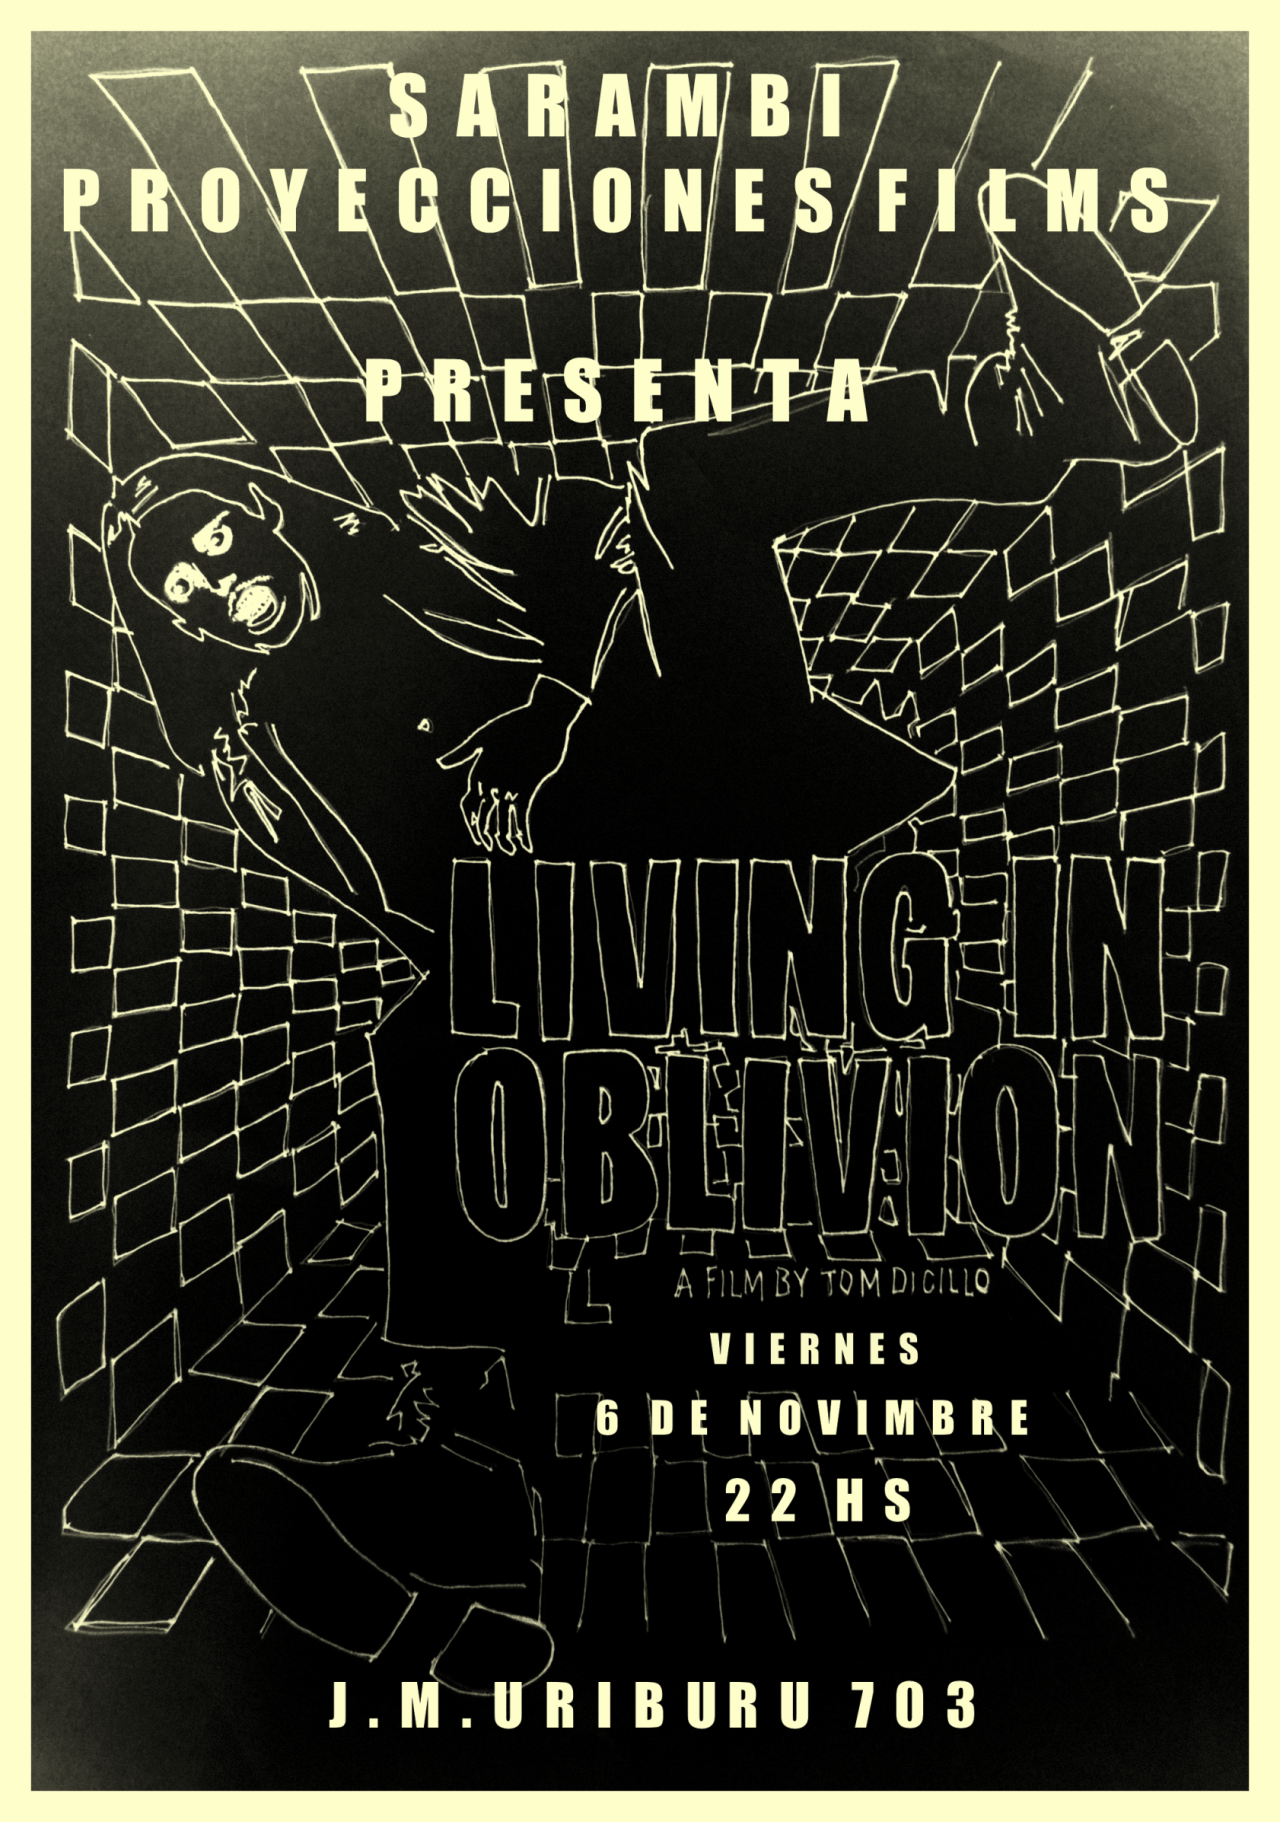 SARAMBI
PROYECCIONES FILMS
PRESENTA
LIVING IN
OBLIVION
A FILM BY TOM DICILLO
VIERNES
6 DE NOVIMBRE
22 HS
J.M.URIBURU 703